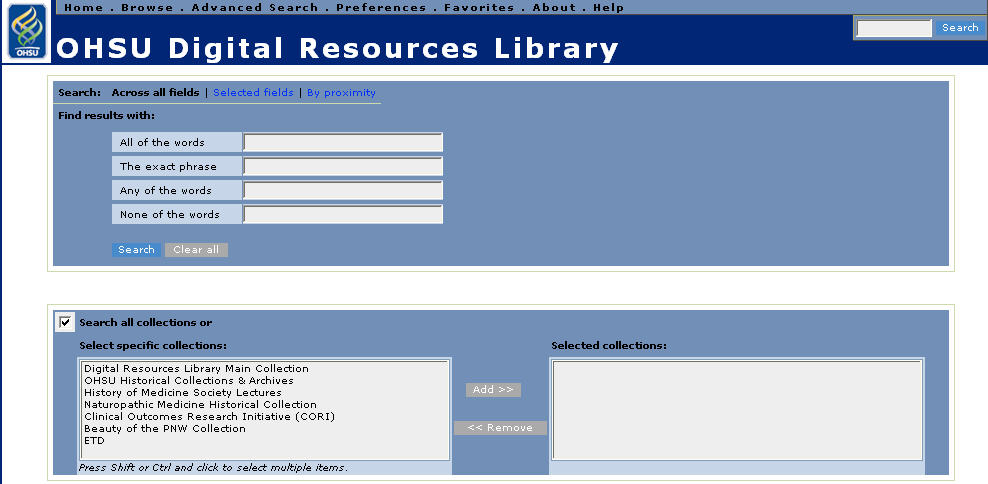 Home . Browse . Advanced Search . Preferences . Favorites . About . Help
OHSU
OHSU Digital Resources Library
Search
Search: Across all fields | Selected fields | By proximity
Find results with:
All of the words
The exact phrase
Any of the words
None of the words
Search Clear all
Search all collections or
Select specific collections:
Selected collections:
Digital Resources Library Main Collection
OHSU Historical Collections & Archives
History of Medicine Society Lectures
Naturopathic Medicine Historical Collection
Clinical Outcomes Research Initiative (CORI)
Beauty of the PNW Collection
ETD
Add >>
<< Remove
Press Shift or Ctrl and click to select multiple items.